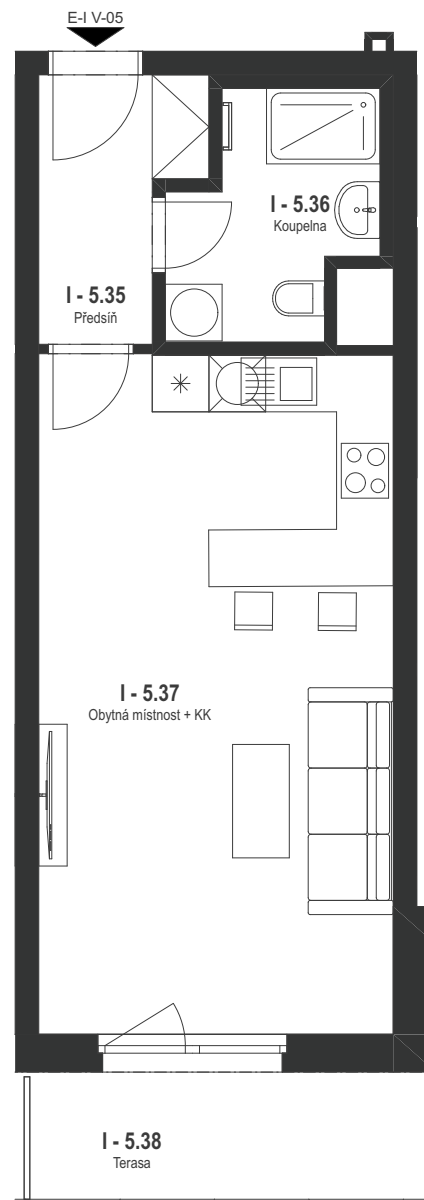 E-I V-05
I - 5.36
Koupelna
I - 5.35
Předsíň
I - 5.37
Obytná místnost + KK
I - 5.38
Terasa